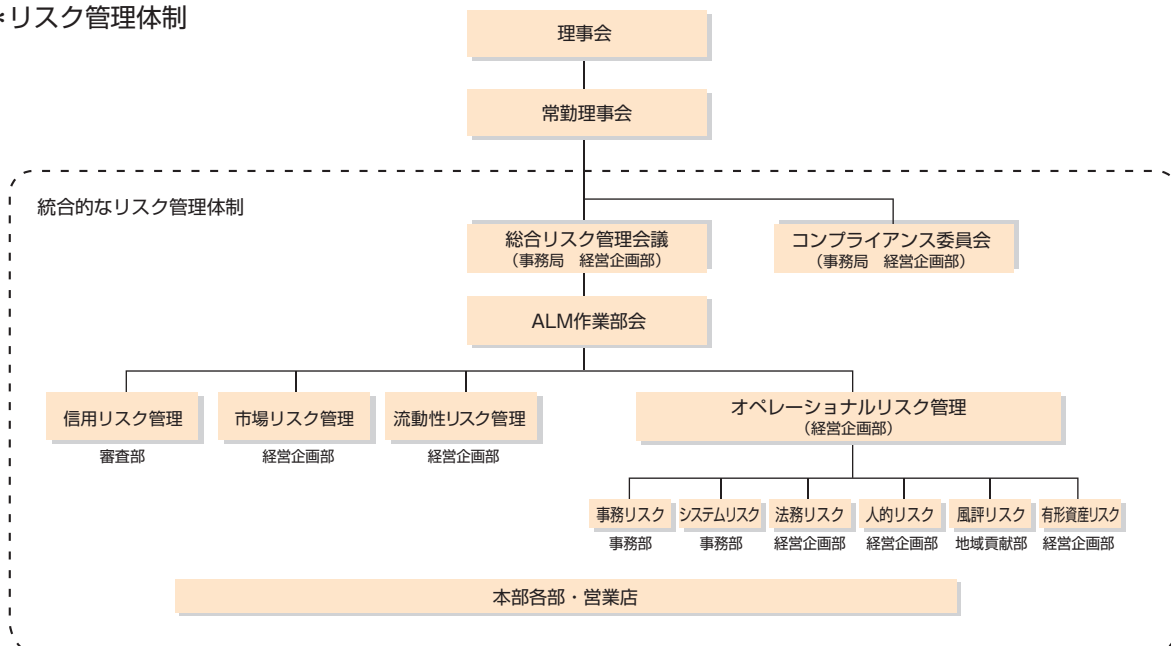 *リスク管理体制
理事会
常勤理事会
統合的なリスク管理体制
総合リスク管理会議
(事務局　経営企画部)
コンプライアンス委員会
(事務局　経営企画部)
ALM作業部会
信用リスク管理
審査部
市場リスク管理
経営企画部
流動性リスク管理
経営企画部
オペレーショナルリスク管理
(経営企画部)
事務リスク
事務部
システムリスク
事務部
法務リスク
経営企画部
人的リスク
経営企画部
風評リスク
地域貢献部
有形資産リスク
経営企画部
本部各部・営業店